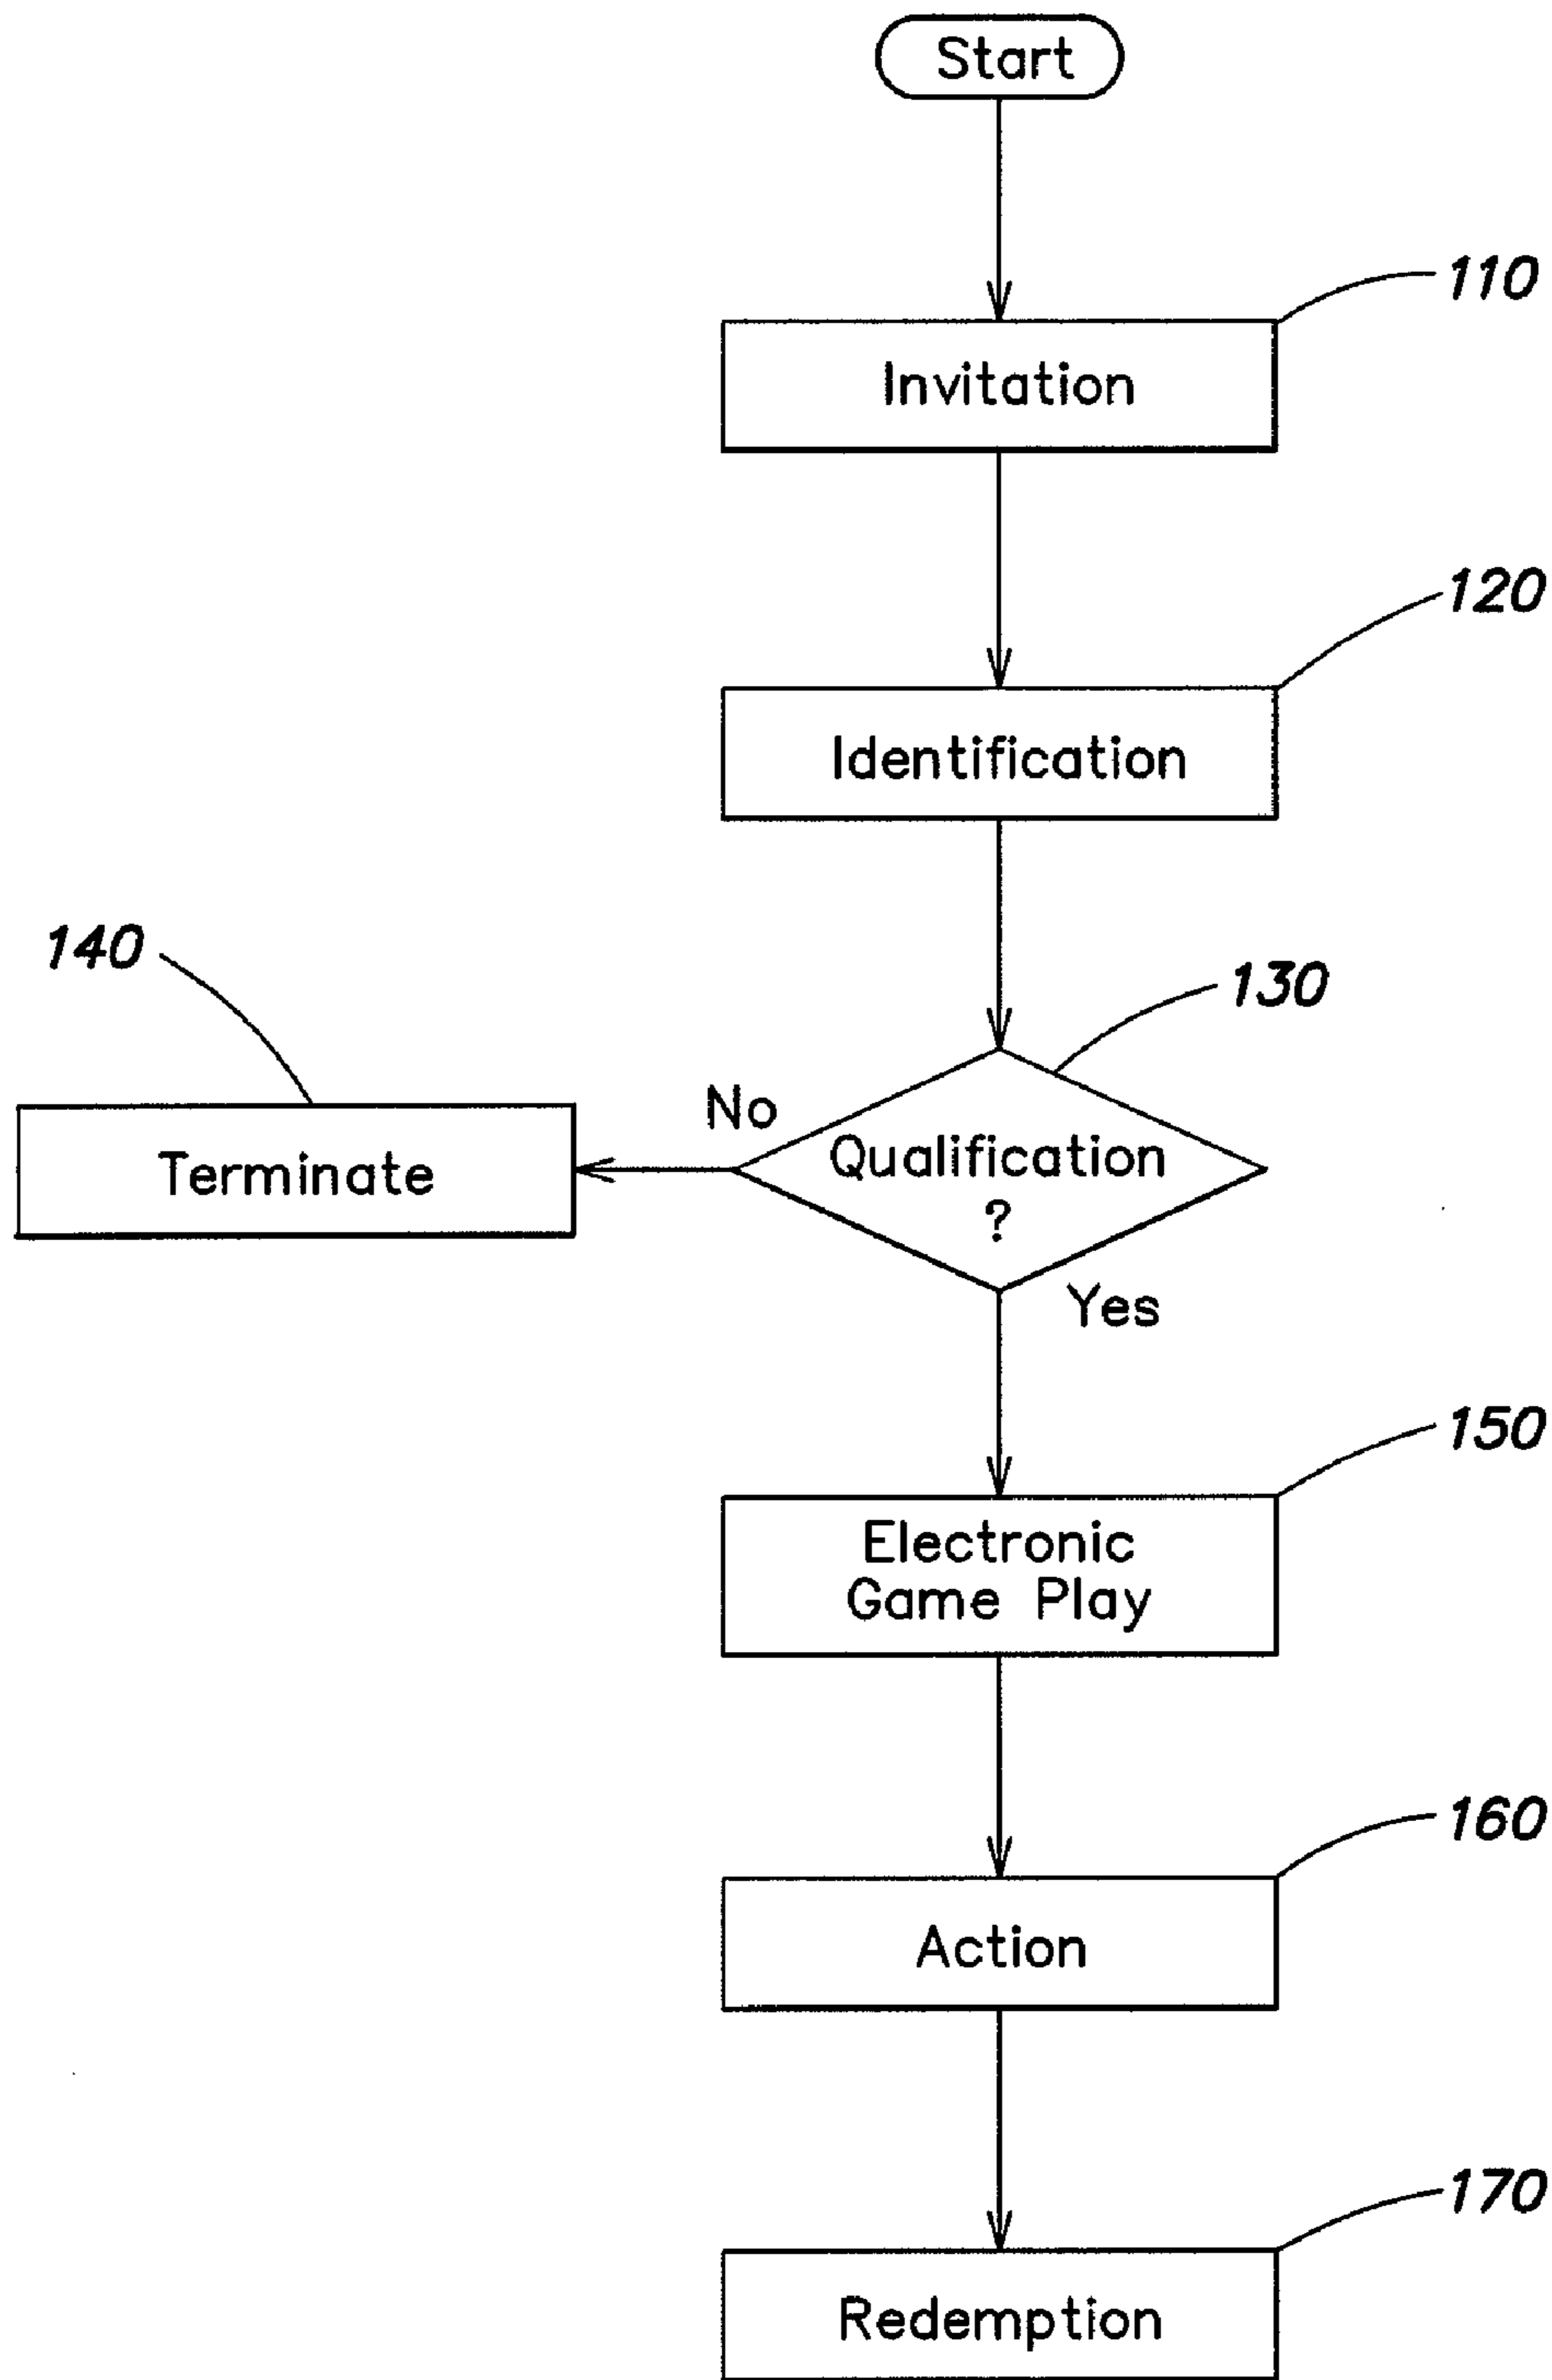 Start
110
Invitation
120
Identification
140
130
No
Qualification
?
Terminate
Yes
150
Electronic
Game Play
160
Action
170
Redemption